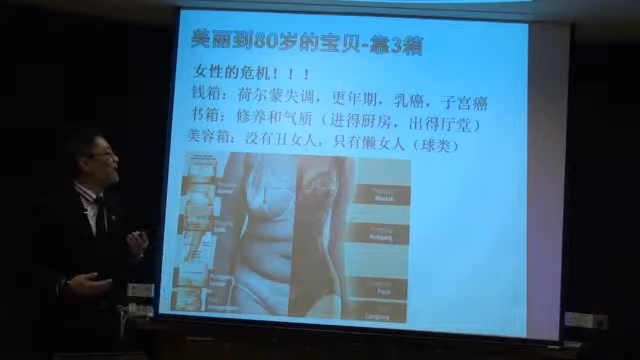 美丽到80岁的宝贝-靠3箱
女性的危机！！！
钱箱：荷尔蒙失调，更年期，乳癌，子宫癌
书箱：修养和气质（进得厨房，出得厅堂）
美容箱：没有丑女人，只有懒女人（球类）